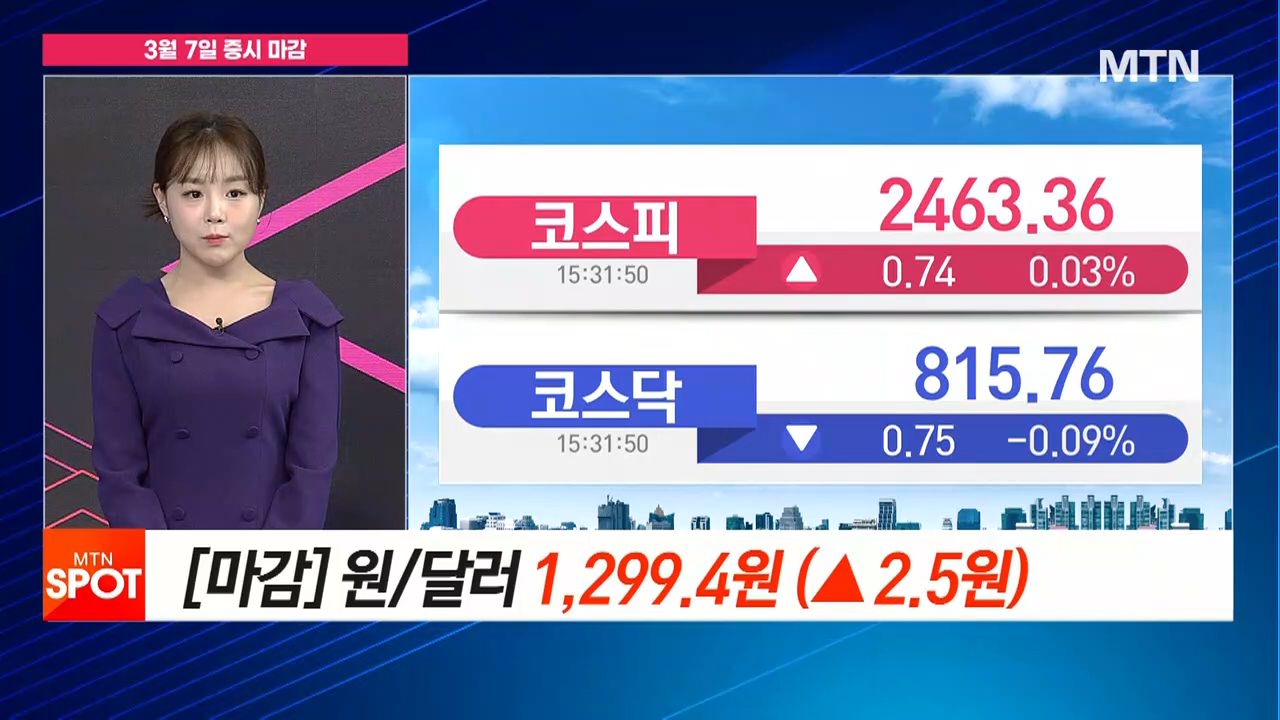 3월 7일 증시 마감
MTN
코스피
2463.36
15:31:50
▲ 0.74 0.03%
코스닥
815.76
15:31:50
▼ 0.75 -0.09%
MTN
SPOT
[마감] 원/달러 1,299.4원 (▲2.5원)